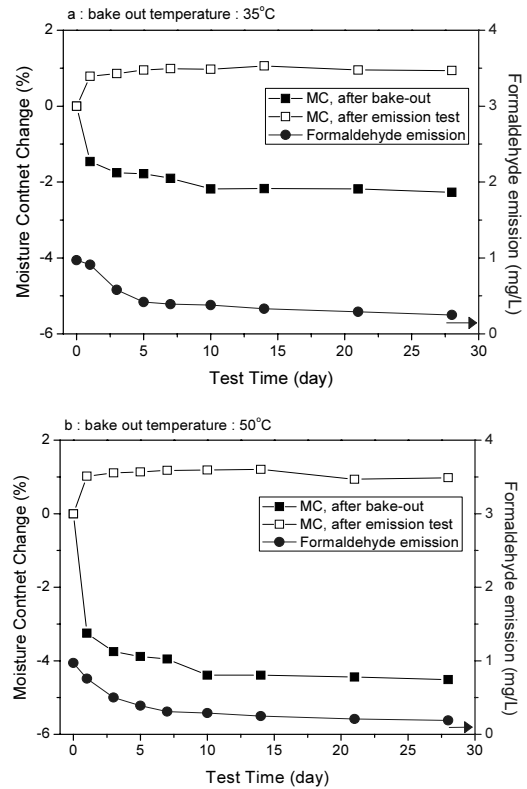 a : bake out temperature : 35°C
2
0
-2
-4
-6
Moisture Contnet Change (%)
4
3
2
1
0
Formaldehyde emission (mg/L)
MC, after bake-out
MC, after emission test
Formaldehyde emission
0 5 10 15 20 25 30
Test Time (day)
b : bake out temperature : 50°C
2
0
-2
-4
-6
Moisture Contnet Change (%)
4
3
2
1
0
Formaldehyde emission (mg/L)
MC, after bake-out
MC, after emission test
Formaldehyde emission
0 5 10 15 20 25 30
Test Time (day)